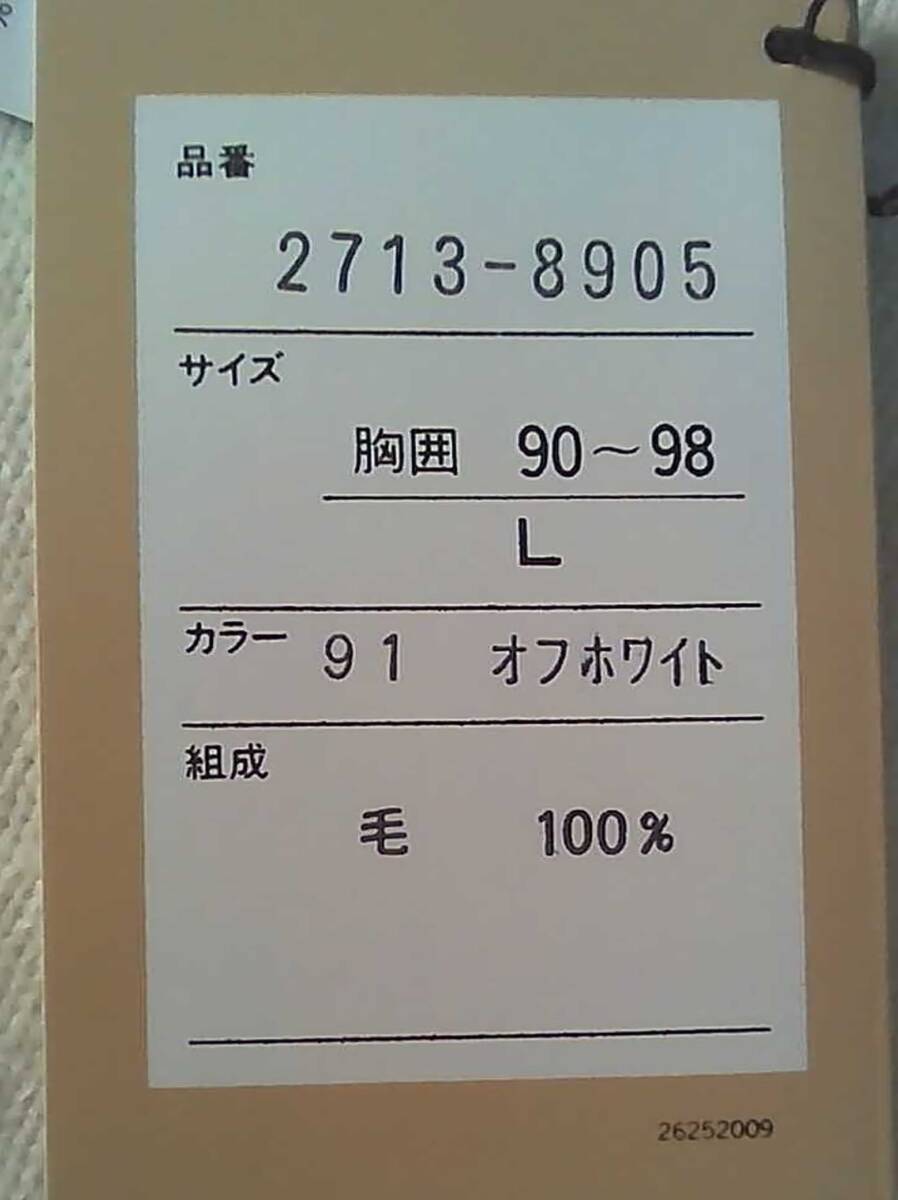 %
品番
2713-8905
サイズ
胸囲 90～98
L
カラー 91 オフホワイト
組成
毛 100%
26252009